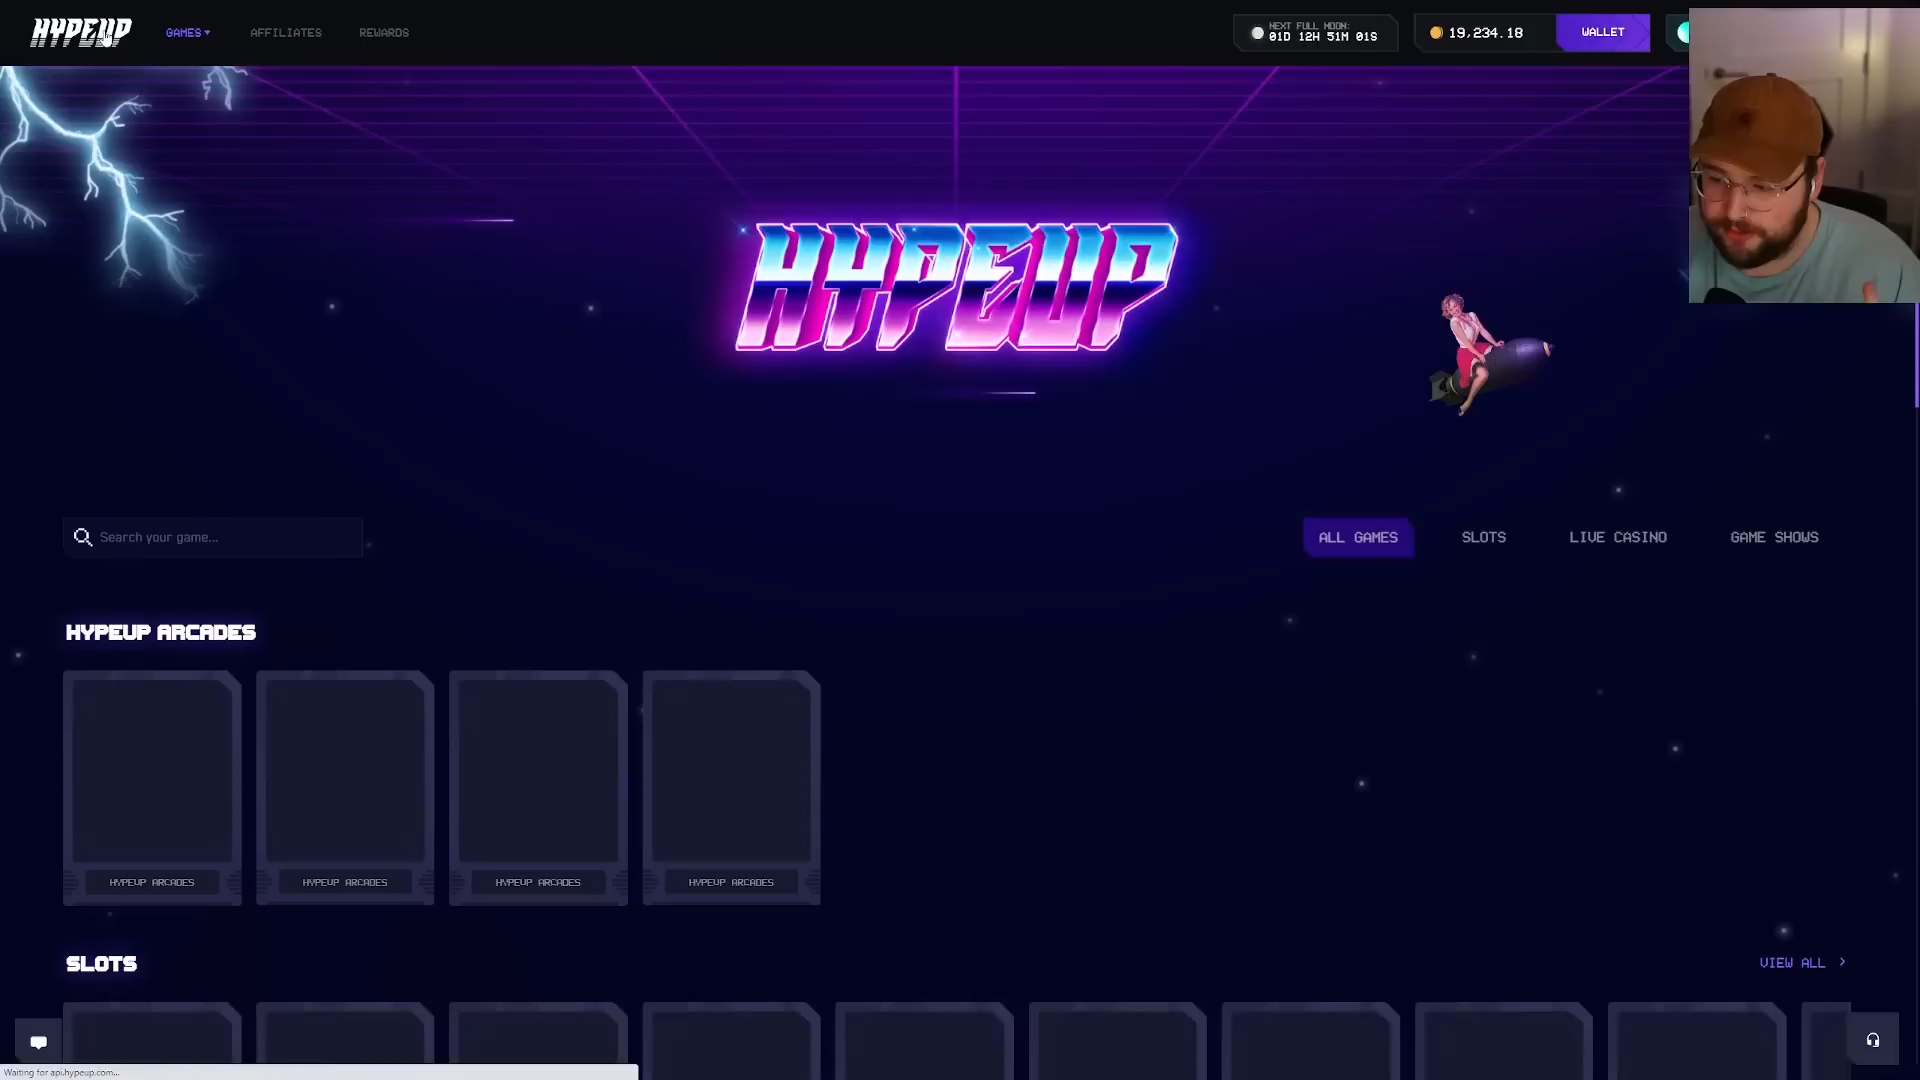 HYPEUP
GAMES
AFFILIATES
REWARDS
NEXT FULL MOON:
01D 12H 51M 01S
19,234.18
WALLET
HYPEUP
Search your game...
ALL GAMES
SLOTS
LIVE CASINO
GAME SHOWS
HYPEUP ARCADES
HYPEUP ARCADES
HYPEUP ARCADES
HYPEUP ARCADES
HYPEUP ARCADES
SLOTS
VIEW ALL
Waiting for api.hypeup.com...